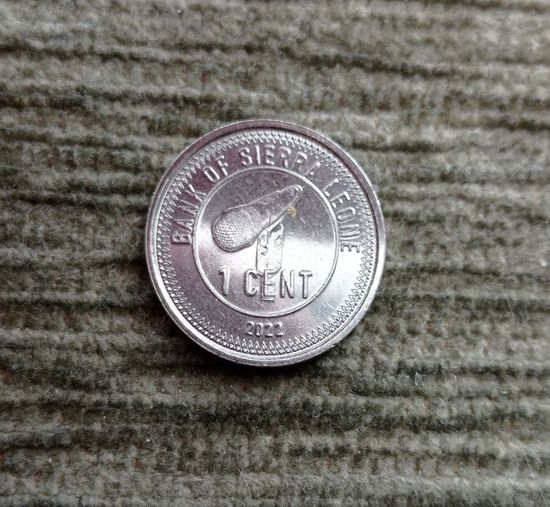 BANK OF SIERRA LEONE
1 CENT
2022